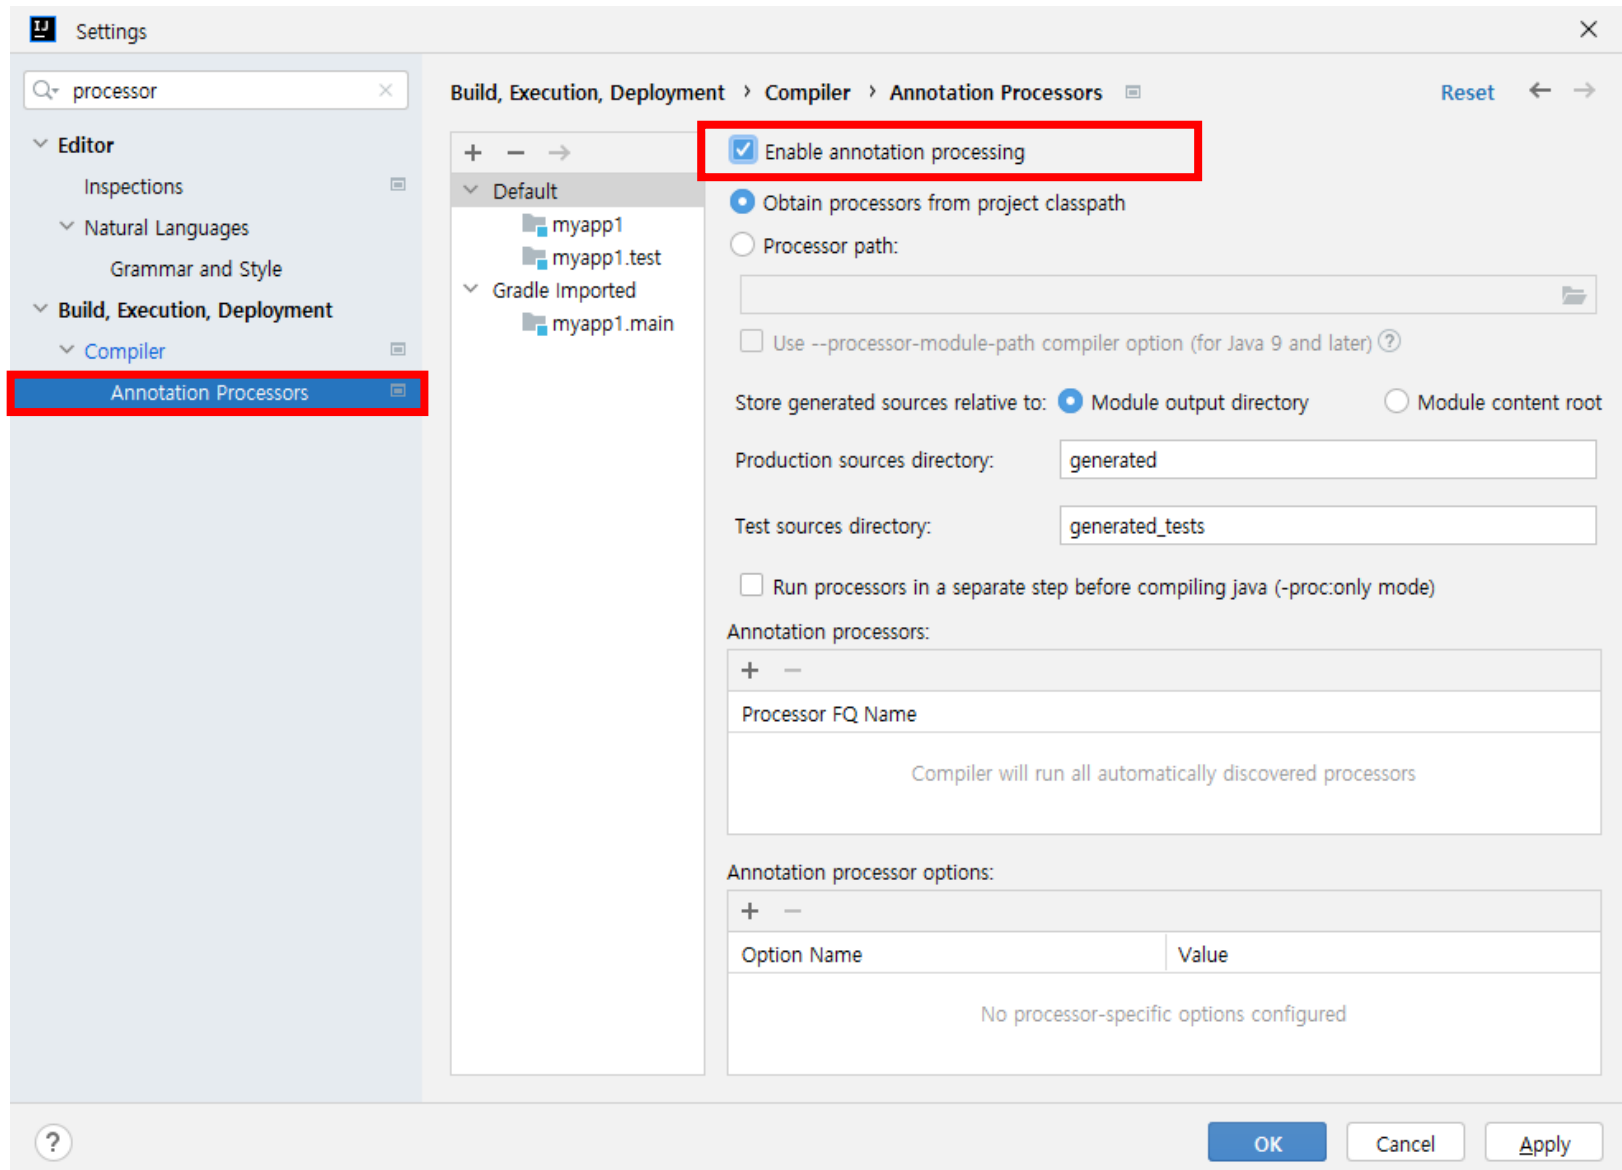 IJ
Settings
processor
Editor
Inspections
Natural Languages
Grammar and Style
Build, Execution, Deployment
Compiler
Annotation Processors
Build, Execution, Deployment › Compiler › Annotation Processors
Reset
Default
myapp1
myapp1.test
Gradle Imported
myapp1.main
Enable annotation processing
Obtain processors from project classpath
Processor path:
Use --processor-module-path compiler option (for Java 9 and later) ?
Store generated sources relative to: Module output directory Module content root
Production sources directory: generated
Test sources directory: generated_tests
Run processors in a separate step before compiling java (-proc:only mode)
Annotation processors:
Processor FQ Name
Compiler will run all automatically discovered processors
Annotation processor options:
Option Name Value
No processor-specific options configured
? OK Cancel Apply